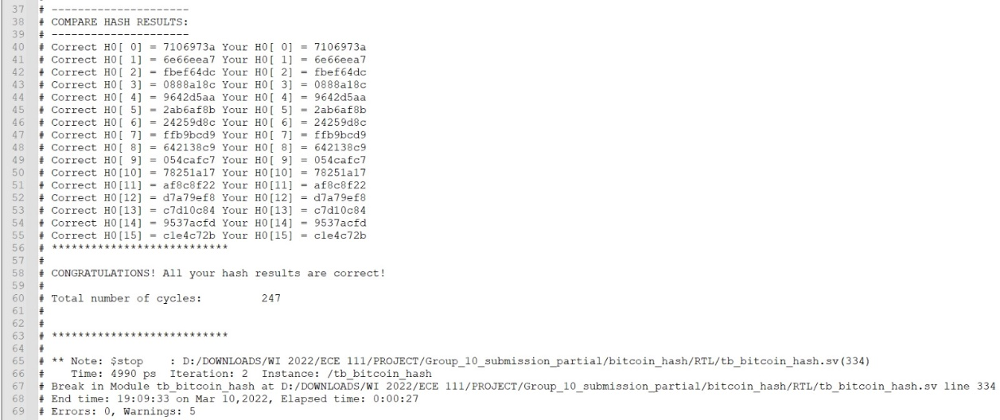 37 # ---------------------
38 # COMPARE HASH RESULTS:
39 # ---------------------
40 # Correct H0[ 0] = 7106973a Your H0[ 0] = 7106973a
41 # Correct H0[ 1] = 6e66eea7 Your H0[ 1] = 6e66eea7
42 # Correct H0[ 2] = fbef64dc Your H0[ 2] = fbef64dc
43 # Correct H0[ 3] = 0888a18c Your H0[ 3] = 0888a18c
44 # Correct H0[ 4] = 9642d5aa Your H0[ 4] = 9642d5aa
45 # Correct H0[ 5] = 2ab6af8b Your H0[ 5] = 2ab6af8b
46 # Correct H0[ 6] = 24259d8c Your H0[ 6] = 24259d8c
47 # Correct H0[ 7] = ffb9bcd9 Your H0[ 7] = ffb9bcd9
48 # Correct H0[ 8] = 642138c9 Your H0[ 8] = 642138c9
49 # Correct H0[ 9] = 054cafc7 Your H0[ 9] = 054cafc7
50 # Correct H0[10] = 78251a17 Your H0[10] = 78251a17
51 # Correct H0[11] = af8c8f22 Your H0[11] = af8c8f22
52 # Correct H0[12] = d7a79ef8 Your H0[12] = d7a79ef8
53 # Correct H0[13] = c7d10c84 Your H0[13] = c7d10c84
54 # Correct H0[14] = 9537acfd Your H0[14] = 9537acfd
55 # Correct H0[15] = c1e4c72b Your H0[15] = c1e4c72b
56 # ***************************
57 #
58 # CONGRATULATIONS! All your hash results are correct!
59 #
60 # Total number of cycles:         247
61 #
62 #
63 # ***************************
64 #
65 # ** Note: $stop    : D:/DOWNLOADS/WI 2022/ECE 111/PROJECT/Group_10_submission_partial/bitcoin_hash/RTL/tb_bitcoin_hash.sv(334)
66 #    Time: 4990 ps  Iteration: 2  Instance: /tb_bitcoin_hash
67 # Break in Module tb_bitcoin_hash at D:/DOWNLOADS/WI 2022/ECE 111/PROJECT/Group_10_submission_partial/bitcoin_hash/RTL/tb_bitcoin_hash.sv line 334
68 # End time: 19:09:33 on Mar 10,2022, Elapsed time: 0:00:27
69 # Errors: 0, Warnings: 5